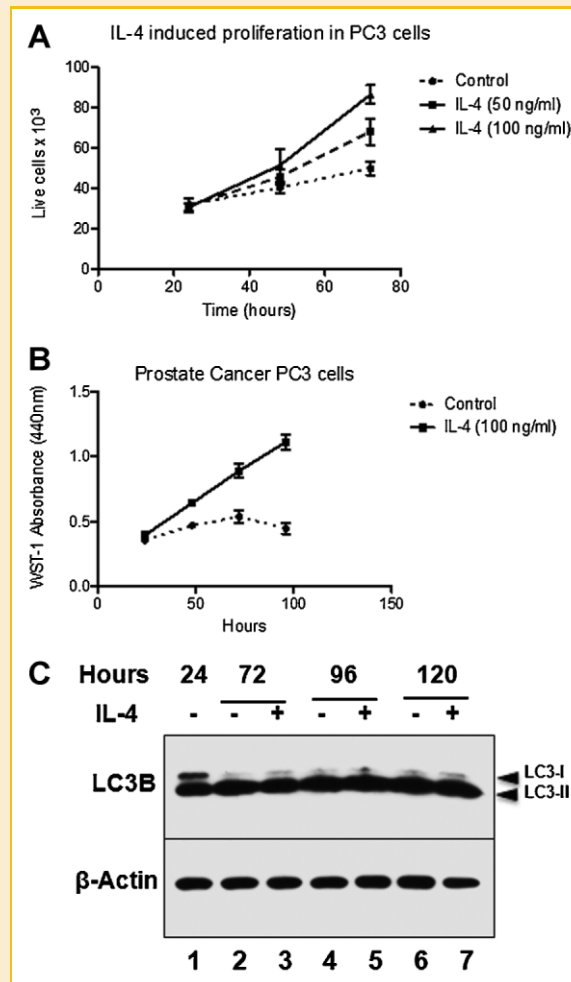 A
IL-4 induced proliferation in PC3 cells
Live cells x 10⁻³
100
80
60
40
20
0
0 20 40 60 80
Time (hours)
Control
IL-4 (50 ng/ml)
IL-4 (100 ng/ml)
B
Prostate Cancer PC3 cells
WST-1 Absorbance (440nm)
1.5
1.0
0.5
0.0
0 50 100 150
Hours
Control
IL-4 (100 ng/ml)
C
Hours 24 72 96 120
IL-4 - - + - + - +
LC3B
LC3-I
LC3-II
β-Actin
1 2 3 4 5 6 7